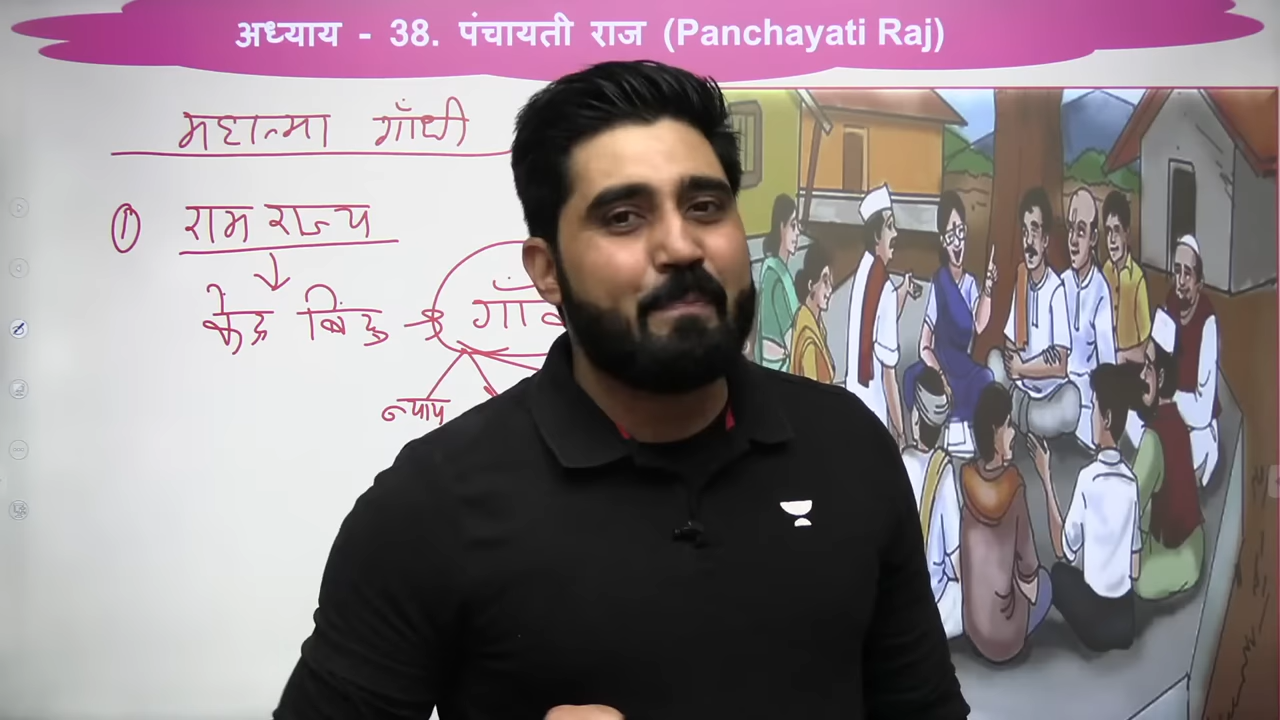 अध्याय - 38. पंचायती राज (Panchayati Raj)
महात्मा गाँधी
① राम राज्य
↓
केंद्र बिंदु → गाँव
न्याय